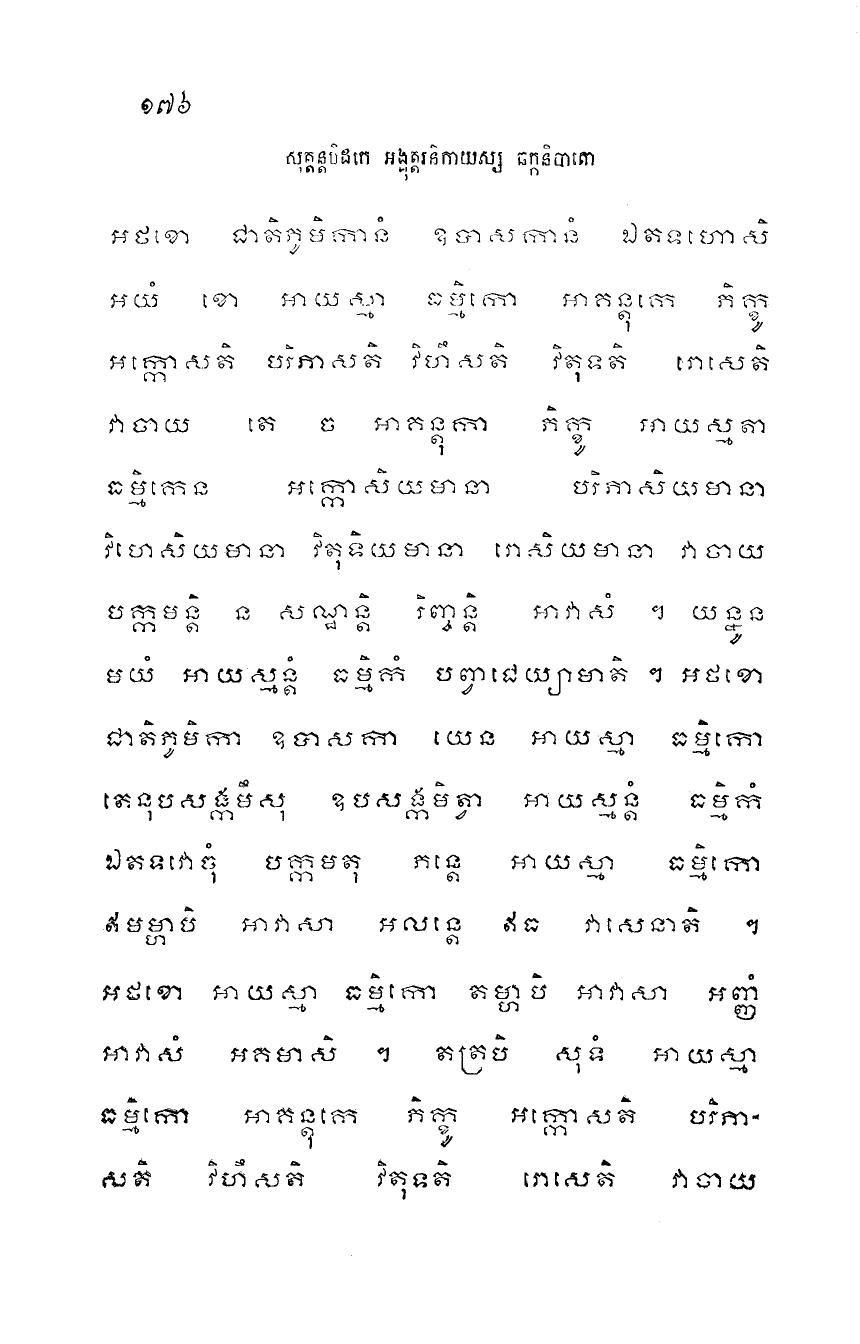 ១៧៦
សុត្តន្តបិដកេ អង្គុត្តរនិកាយស្ស ឆក្កនិបាតោ
អថខោ ជាតិភូមិកានំ ឧបាសកានំ ឯតទហោសិ
អយំ ខោ អាយស្មា ធម្មិកោ អាគន្តុកេ ភិក្ខូ
អក្កោសតិ បរិភាសតិ វិហឹសតិ វិតុទតិ រោសេតិ
វាចាយ តេ ច អាគន្តុកា ភិក្ខូ អាយស្មតា
ធម្មិកេន អក្កោសិយមានា បរិភាសិយមានា
វិហេសិយមានា វិតុទិយមានា រោសិយមានា វាចាយ
បក្កមន្តិ ន សណ្ឋន្តិ រិញ្ចន្តិ អាវាសំ ។ យន្នូន
មយំ អាយស្មន្តំ ធម្មិកំ បញ្វាជេយ្យាមាតិ ។ អថខោ
ជាតិភូមិកា ឧបាសកា យេន អាយស្មា ធម្មិកោ
តេនុបសង្កមឹសុ ឧបសង្កមិត្វា អាយស្មន្តំ ធម្មិកំ
ឯតទវោចុំ បក្កមតុ ភន្តេ អាយស្មា ធម្មិកោ
ឥមម្ហាបិ អាវាសា អលន្តេ ឥធ វាសេនាតិ ។
អថខោ អាយស្មា ធម្មិកោ តម្ហាបិ អាវាសា អញ្ញំ
អាវាសំ អគមាសិ ។ តត្របិ សុទំ អាយស្មា
ធម្មិកោ អាគន្តុកេ ភិក្ខូ អក្កោសតិ បរិភា-
សតិ វិហឹសតិ វិតុទតិ រោសេតិ វាចាយ